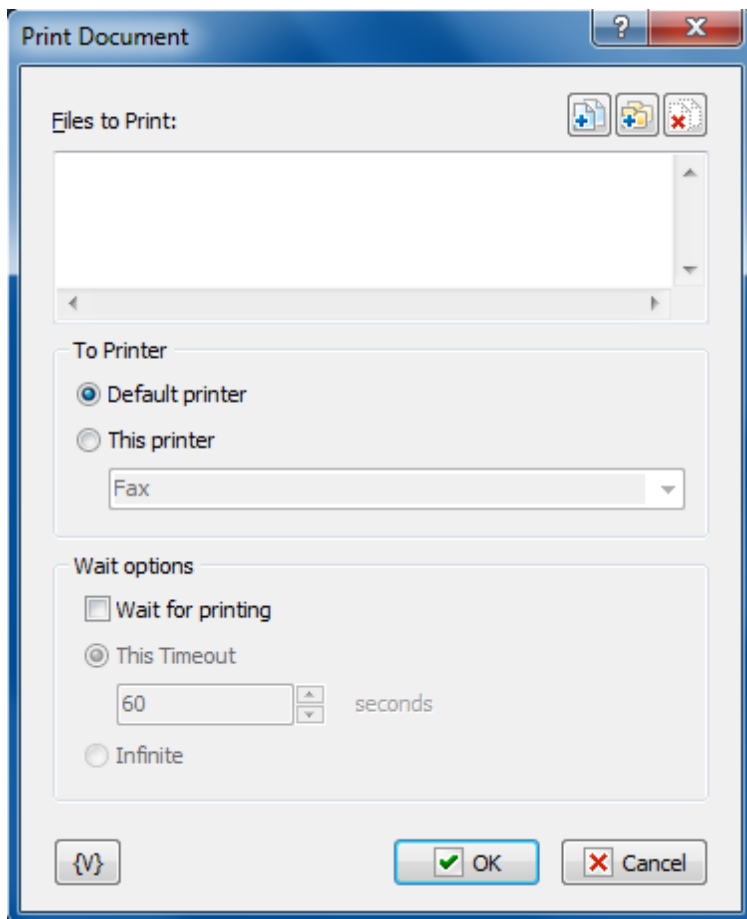 Print Document
?
Files to Print:
To Printer
Default printer
This printer
Fax
Wait options
Wait for printing
This Timeout
60 seconds
Infinite
{V} OK Cancel